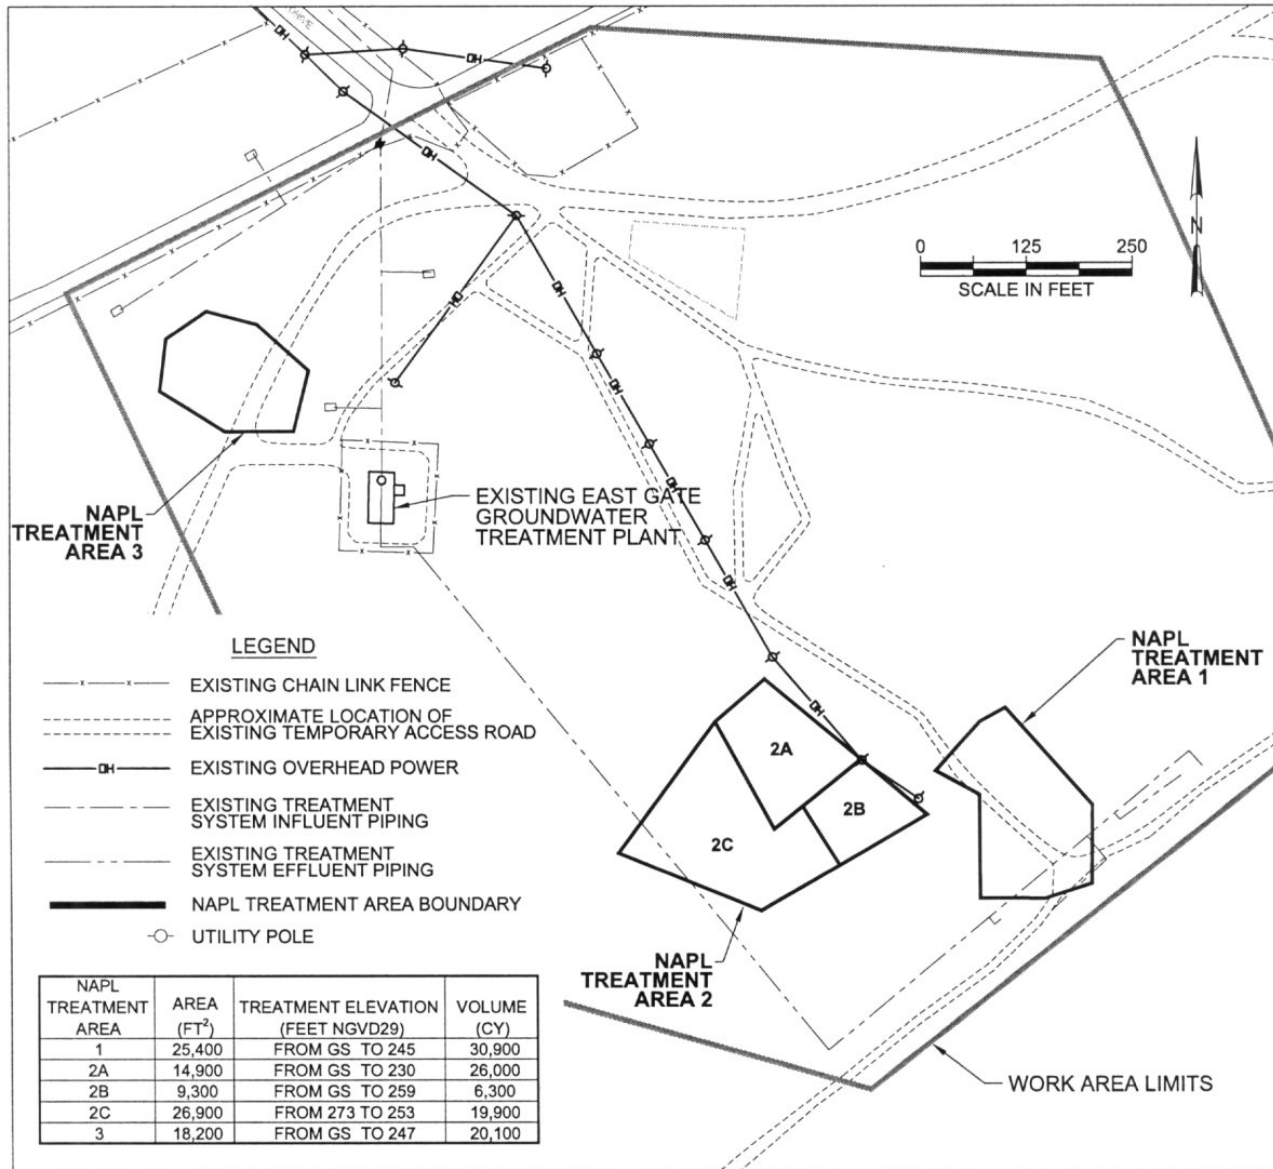 0 125 250
SCALE IN FEET
N
EXISTING EAST GATE
GROUNDWATER
TREATMENT PLANT
NAPL
TREATMENT
AREA 3
NAPL
TREATMENT
AREA 1
2A
2B
2C
NAPL
TREATMENT
AREA 2
WORK AREA LIMITS
LEGEND
EXISTING CHAIN LINK FENCE
APPROXIMATE LOCATION OF
EXISTING TEMPORARY ACCESS ROAD
OH EXISTING OVERHEAD POWER
EXISTING TREATMENT
SYSTEM INFLUENT PIPING
EXISTING TREATMENT
SYSTEM EFFLUENT PIPING
NAPL TREATMENT AREA BOUNDARY
UTILITY POLE
NAPL TREATMENT AREA AREA (FT²) TREATMENT ELEVATION (FEET NGVD29) VOLUME (CY)
1 25,400 FROM GS TO 245 30,900
2A 14,900 FROM GS TO 230 26,000
2B 9,300 FROM GS TO 259 6,300
2C 26,900 FROM 273 TO 253 19,900
3 18,200 FROM GS TO 247 20,100